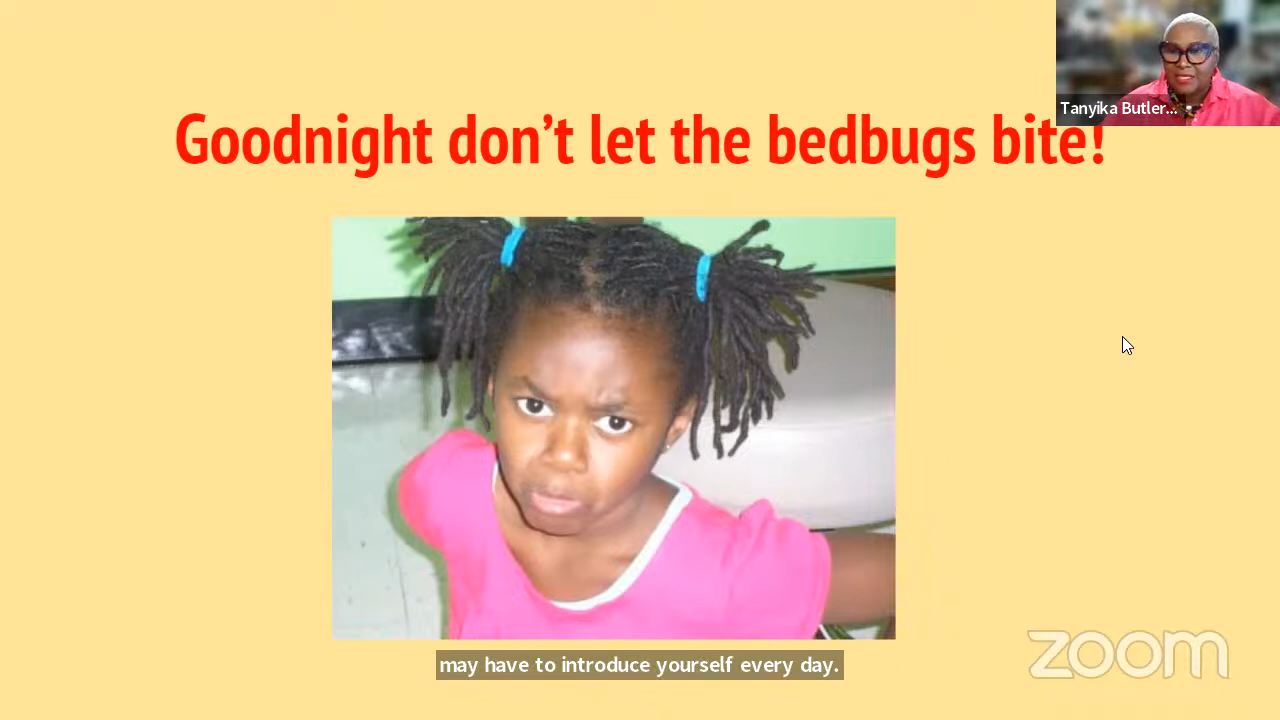 Goodnight don’t let the bedbugs bite!
Tanyika Butler...
may have to introduce yourself every day.
zoom